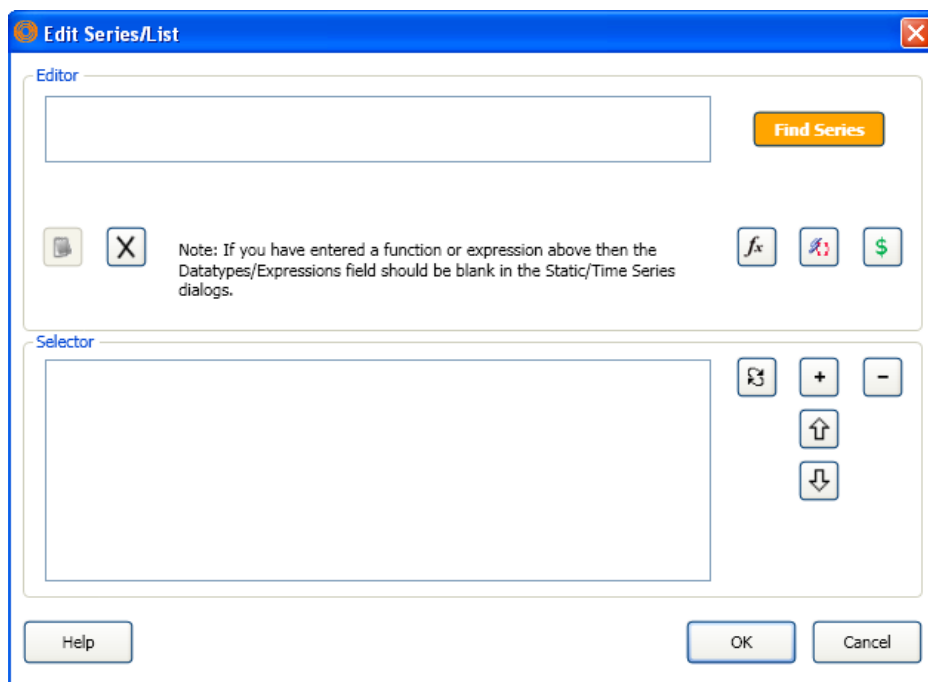 Edit Series/List
Editor
Find Series
X
fx
$
Note: If you have entered a function or expression above then the
Datatypes/Expressions field should be blank in the Static/Time Series
dialogs.
Selector
+
-
Help
OK
Cancel